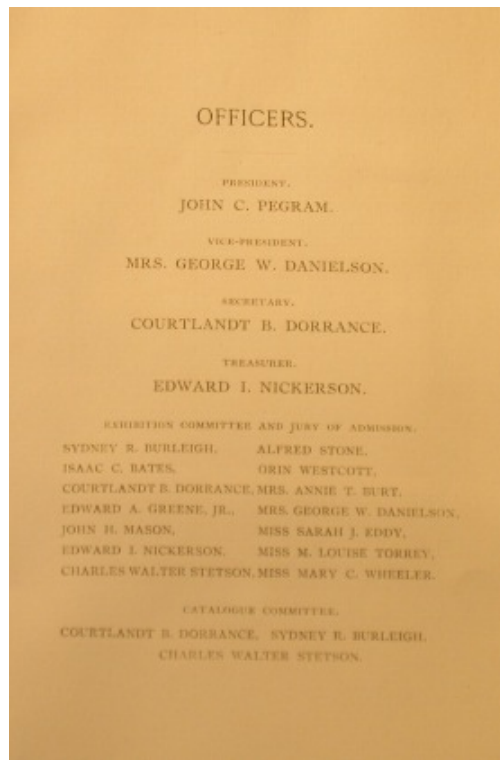 OFFICERS.
PRESIDENT.
JOHN C. PEGRAM.
VICE-PRESIDENT.
MRS. GEORGE W. DANIELSON.
SECRETARY.
COURTLANDT B. DORRANCE.
TREASURER.
EDWARD I. NICKERSON.
EXHIBITION COMMITTEE AND JURY OF ADMISSION.
SYDNEY R. BURLEIGH, ALFRED STONE,
ISAAC C. BATES, ORIN WESTCOTT,
COURTLANDT B. DORRANCE, MRS. ANNIE T. BURT,
EDWARD A. GREENE, JR., MRS. GEORGE W. DANIELSON,
JOHN H. MASON, MISS SARAH J. EDDY,
EDWARD I. NICKERSON, MISS M. LOUISE TORREY,
CHARLES WALTER STETSON, MISS MARY C. WHEELER.
CATALOGUE COMMITTEE.
COURTLANDT B. DORRANCE, SYDNEY R. BURLEIGH,
CHARLES WALTER STETSON.